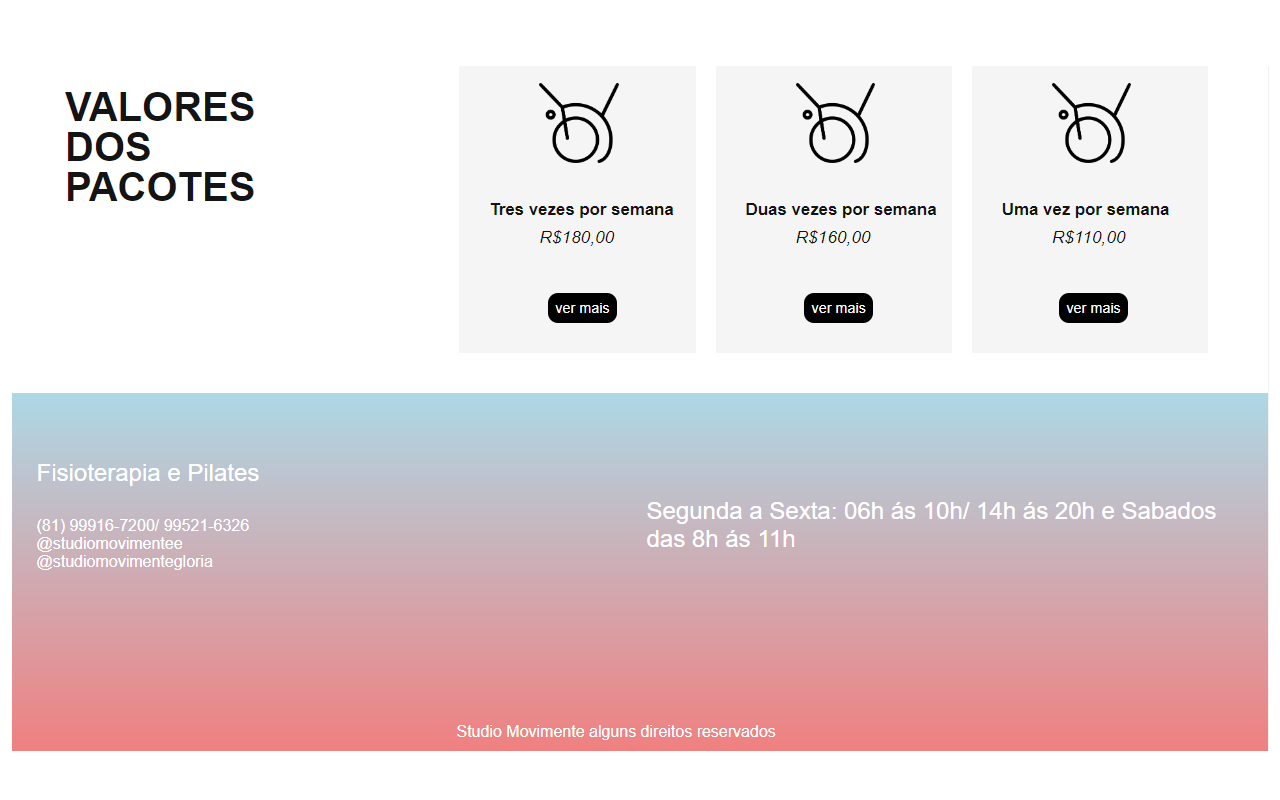 VALORES
DOS
PACOTES
Tres vezes por semana
R$180,00
ver mais
Duas vezes por semana
R$160,00
ver mais
Uma vez por semana
R$110,00
ver mais
Fisioterapia e Pilates
(81) 99916-7200/ 99521-6326
@studiomovimentee
@studiomovimentegloria
Segunda a Sexta: 06h ás 10h/ 14h ás 20h e Sabados
das 8h ás 11h
Studio Movimente alguns direitos reservados